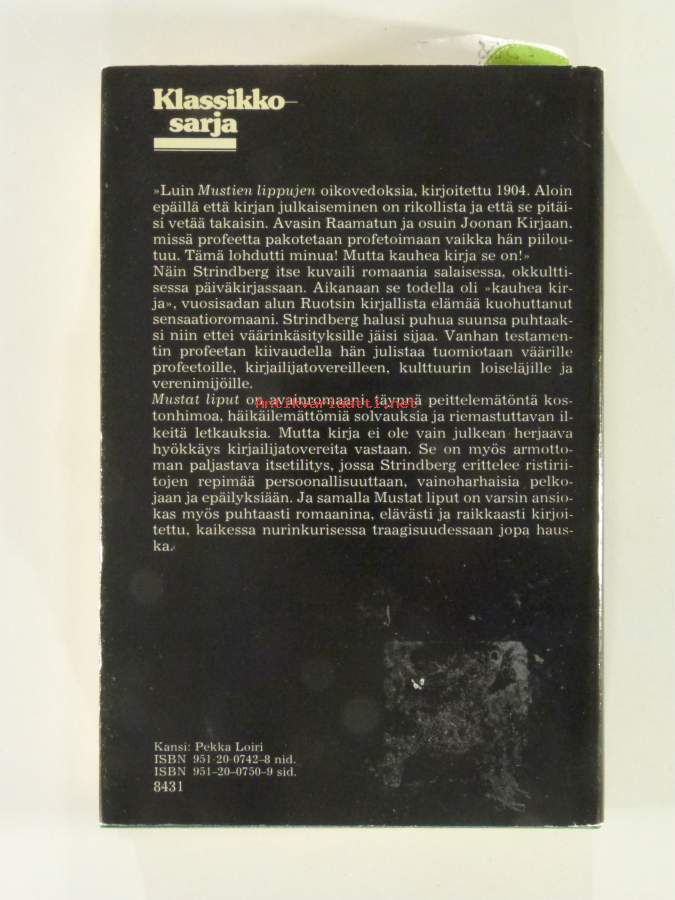 Klassikko-
sarja
»Luin Mustien lippujen oikovedoksia, kirjoitettu 1904. Aloin
epäillä että kirjan julkaiseminen on rikollista ja että se pitäi-
si vetää takaisin. Avasin Raamatun ja osuin Joonan Kirjaan,
missä profeetta pakotetaan profetoimaan vaikka hän piilou-
tuu. Tämä lohdutti minua! Mutta kauhea kirja se on!»
Näin Strindberg itse kuvaili romaania salaisessa, okkultti-
sessa päiväkirjassaan. Aikanaan se todella oli »kauhea kir-
ja», vuosisadan alun Ruotsin kirjallista elämää kuohuttanut
sensaatioromaani. Strindberg halusi puhua suunsa puhtaak-
si niin ettei väärinkäsityksille jäisi sijaa. Vanhan testamen-
tin profeetan kiivaudella hän julistaa tuomiotaan väärille
profeetoille, kirjailijatovereilleen, kulttuurin loiseläjille ja
verenimijöille.
Mustat liput on avainromaani, täynnä peittelemätöntä kos-
antikvariaatti.net
tonhimoa, häikäilemättömiä solvauksia ja riemastuttavan il-
keitä letkauksia. Mutta kirja ei ole vain julkean herjaava
hyökkäys kirjailijatovereita vastaan. Se on myös armotto-
man paljastava itsetilitys, jossa Strindberg erittelee ristirii-
tojen repimää persoonallisuuttaan, vainoharhaisia pelko-
jaan ja epäilyksiään. Ja samalla Mustat liput on varsin ansio-
kas myös puhtaasti romaanina, elävästi ja raikkaasti kirjoi-
tettu, kaikessa nurinkurisessa traagisuudessaan jopa haus-
ka.
Kansi: Pekka Loiri
ISBN 951-20-0742-8 nid.
ISBN 951-20-0750-9 sid.
8431